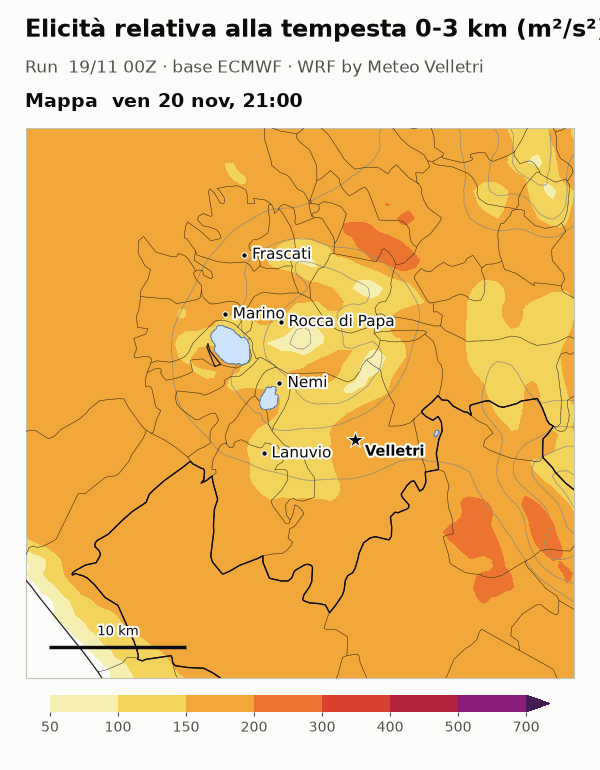 Elicità relativa alla tempesta 0-3 km (m²/s²)
Run 19/11 00Z · base ECMWF · WRF by Meteo Velletri
Mappa ven 20 nov, 21:00
Frascati
Marino
Rocca di Papa
Nemi
Velletri
Lanuvio
10 km
50 100 150 200 300 400 500 700